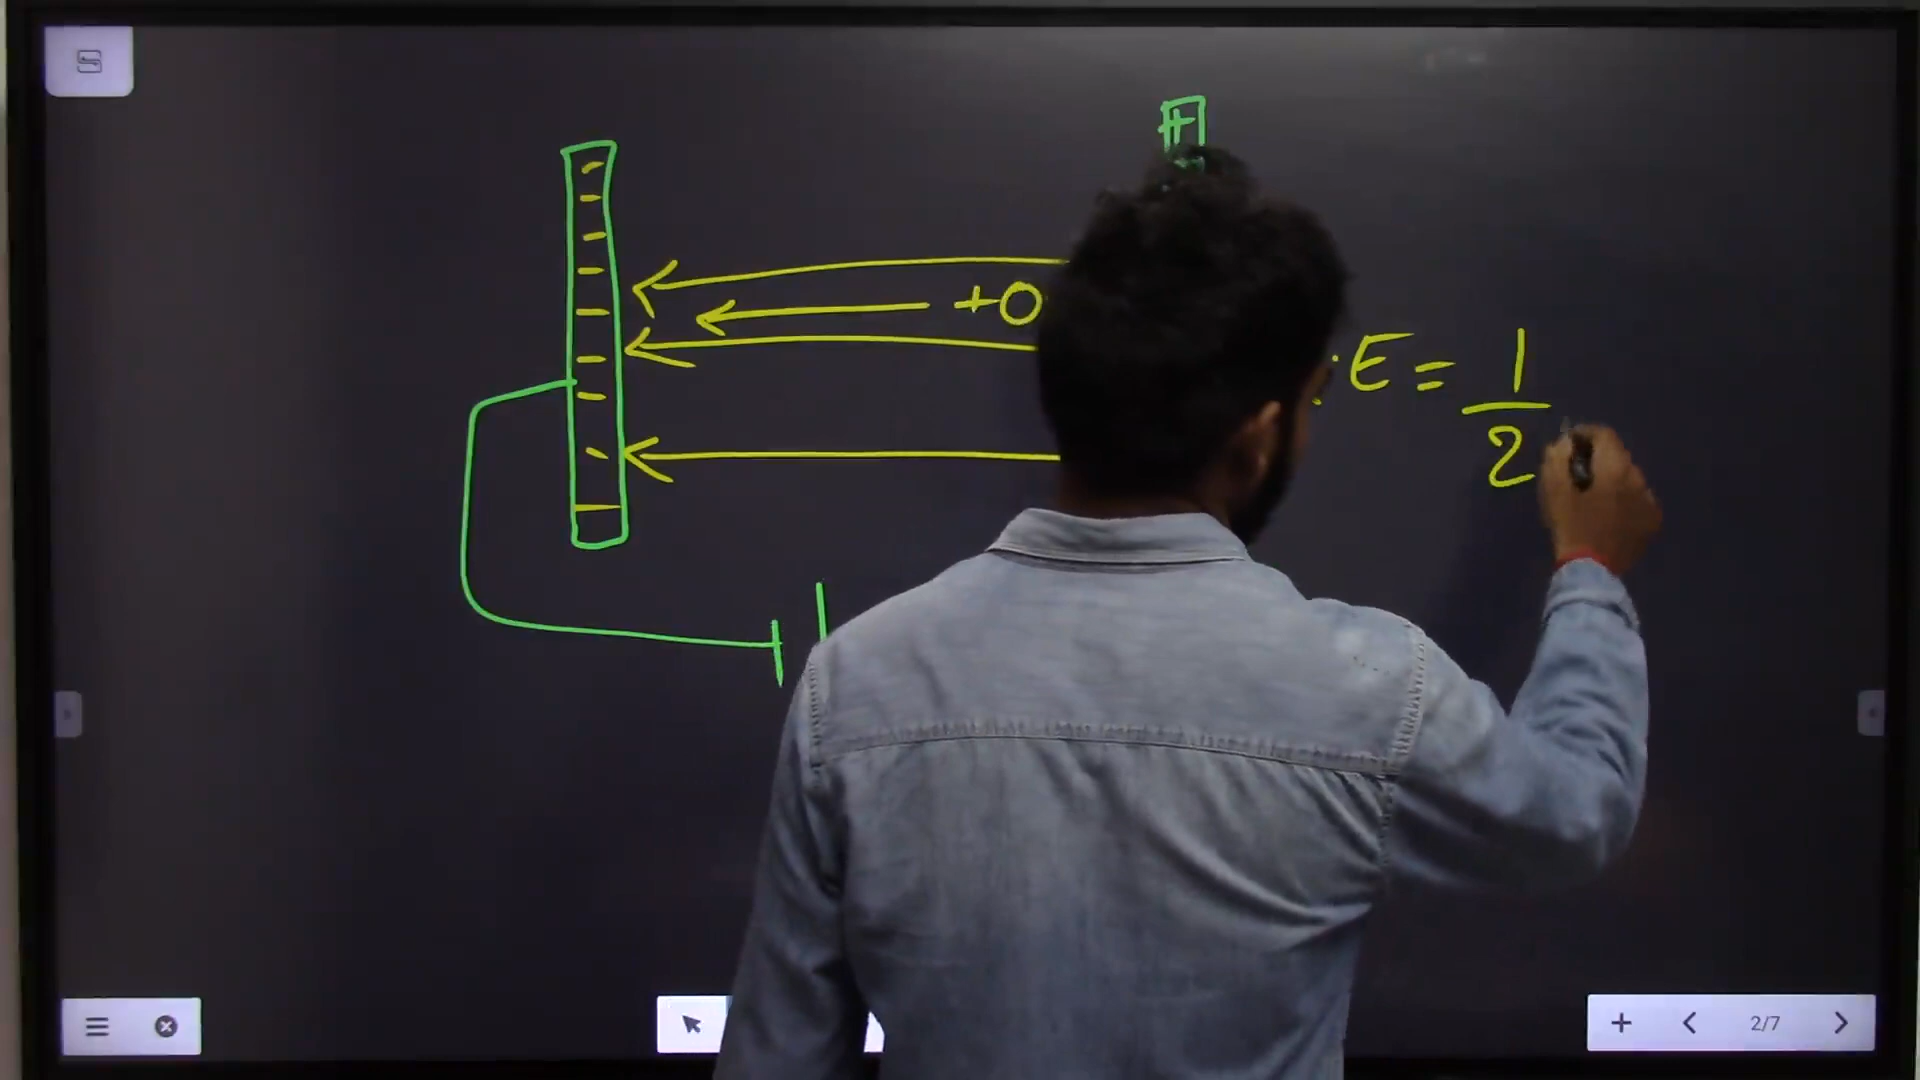 +
+
.E = 1/2
2/7